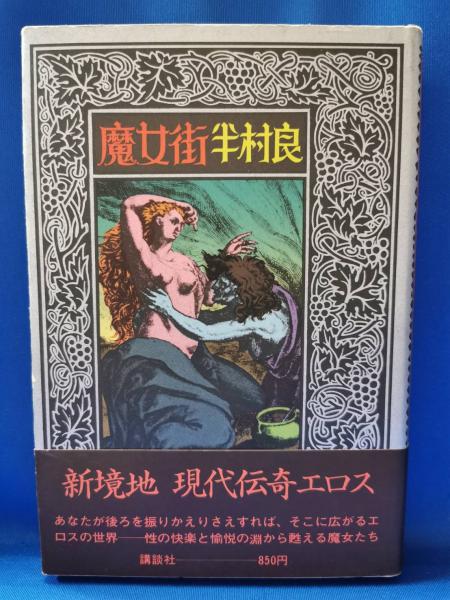 魔女街 半村良
新境地 現代伝奇エロス
あなたが後ろを振りかえりさえすれば、そこに広がるエ
ロスの世界——性の快楽と愉悦の淵から甦える魔女たち
講談社————850円